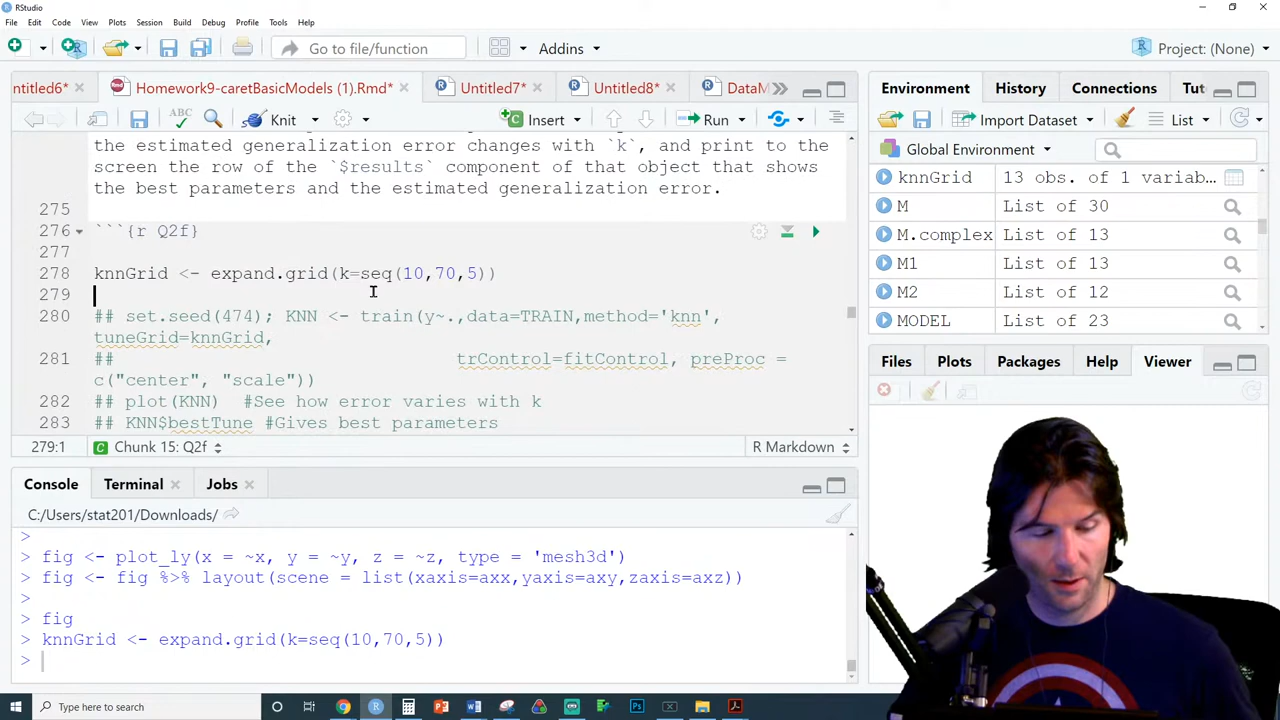 RStudio
File Edit Code View Plots Session Build Debug Profile Tools Help
Go to file/function
Addins
Project: (None)
ntitled6*
Homework9-caretBasicModels (1).Rmd*
Untitled7*
Untitled8*
DataM
ABC
Knit
Insert
Run
the estimated generalization error changes with `k`, and print to
the screen the row of the `$results` component of that object that shows
the best parameters and the estimated generalization error.
275
276 ```{r Q2f}
277
278 knnGrid <- expand.grid(k=seq(10,70,5))
279
280 ## set.seed(474); KNN <- train(y~.,data=TRAIN,method='knn',
tuneGrid=knnGrid,
281 ## trControl=fitControl, preProc =
c("center", "scale"))
282 ## plot(KNN) #See how error varies with k
283 ## KNN$bestTune #Gives best parameters
279:1 Chunk 15: Q2f R Markdown
Console Terminal Jobs
C:/Users/stat201/Downloads/
>
> fig <- plot_ly(x = ~x, y = ~y, z = ~z, type = 'mesh3d')
> fig <- fig %>% layout(scene = list(xaxis=axx,yaxis=axy,zaxis=axz))
>
> fig
> knnGrid <- expand.grid(k=seq(10,70,5))
>
Environment History Connections Tut
Import Dataset List
Global Environment
knnGrid 13 obs. of 1 variab...
M List of 30
M.complex List of 13
M1 List of 13
M2 List of 12
MODEL List of 23
Files Plots Packages Help Viewer
Type here to search